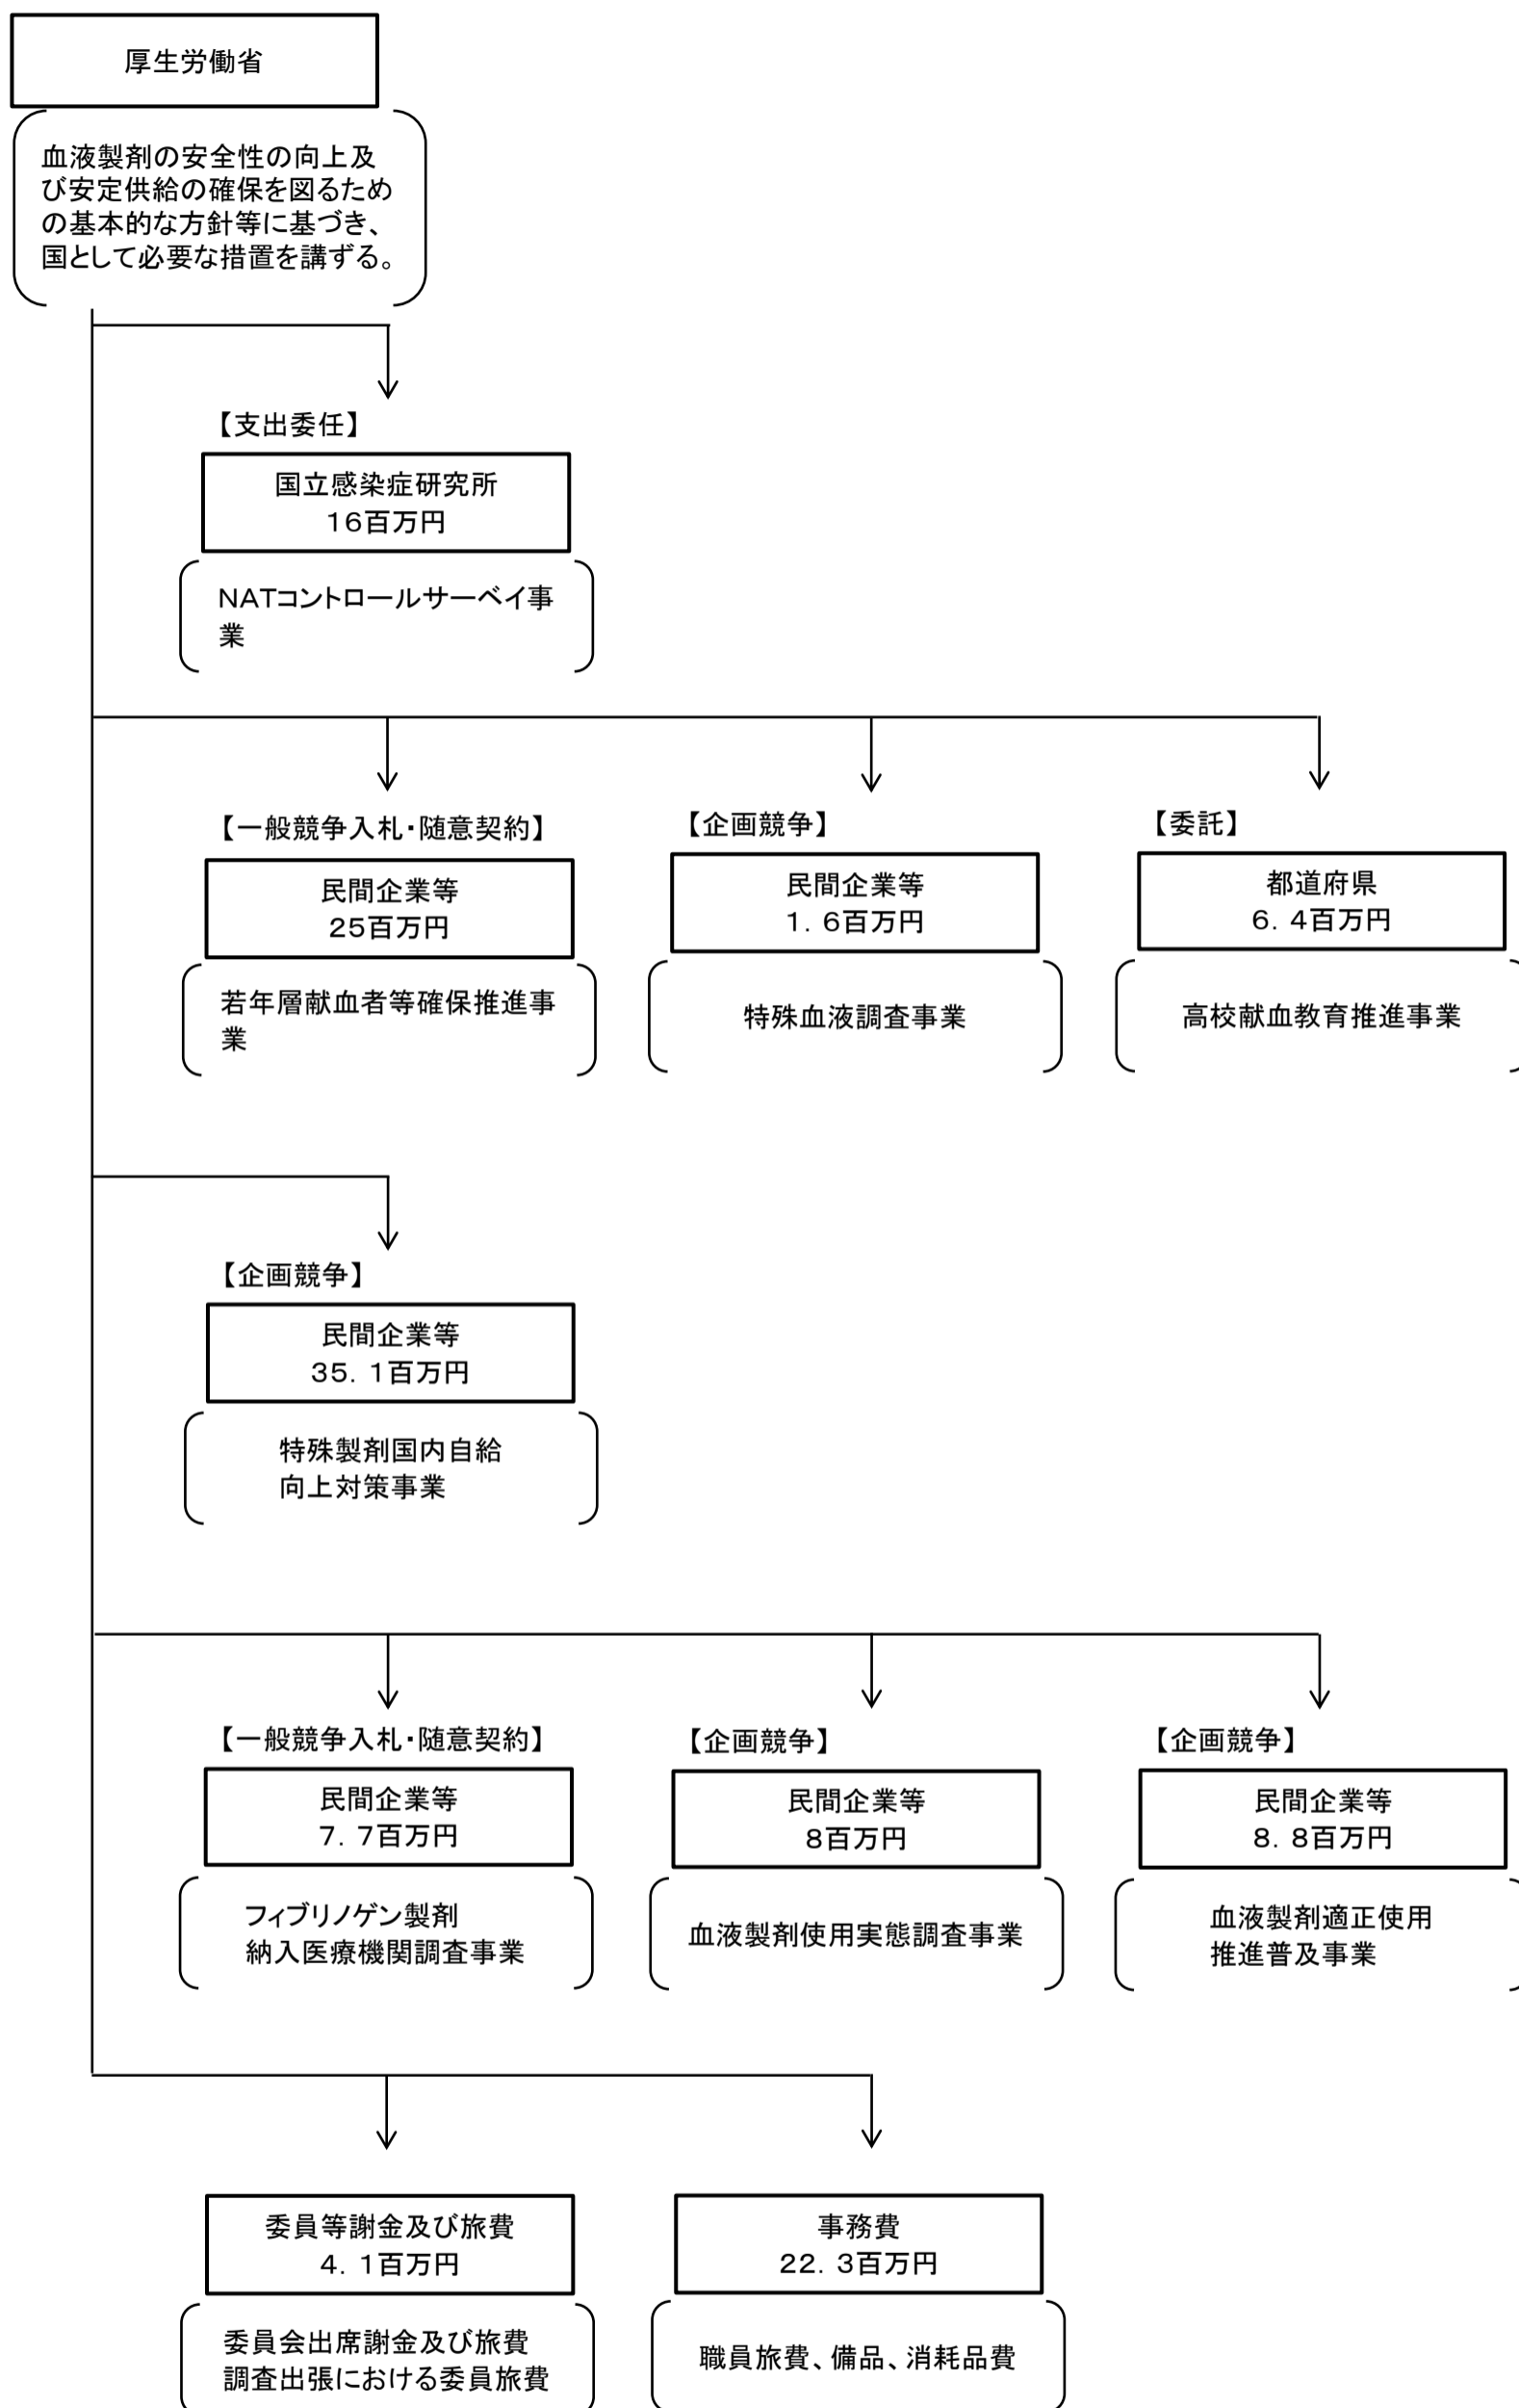 厚生労働省
血液製剤の安全性の向上及
び安定供給の確保を図るため
の基本的な方針等に基づき、
国として必要な措置を講ずる。
【支出委任】
国立感染症研究所
16百万円
NATコントロールサーベイ事
業
【一般競争入札・随意契約】
民間企業等
25百万円
若年層献血者等確保推進事
業
【企画競争】
民間企業等
1．6百万円
特殊血液調査事業
【委託】
都道府県
6．4百万円
高校献血教育推進事業
【企画競争】
民間企業等
35．1百万円
特殊製剤国内自給
向上対策事業
【一般競争入札・随意契約】
民間企業等
7．7百万円
フィブリノゲン製剤
納入医療機関調査事業
【企画競争】
民間企業等
8百万円
血液製剤使用実態調査事業
【企画競争】
民間企業等
8．8百万円
血液製剤適正使用
推進普及事業
委員等謝金及び旅費
4．1百万円
委員会出席謝金及び旅費
調査出張における委員旅費
事務費
22．3百万円
職員旅費、備品、消耗品費